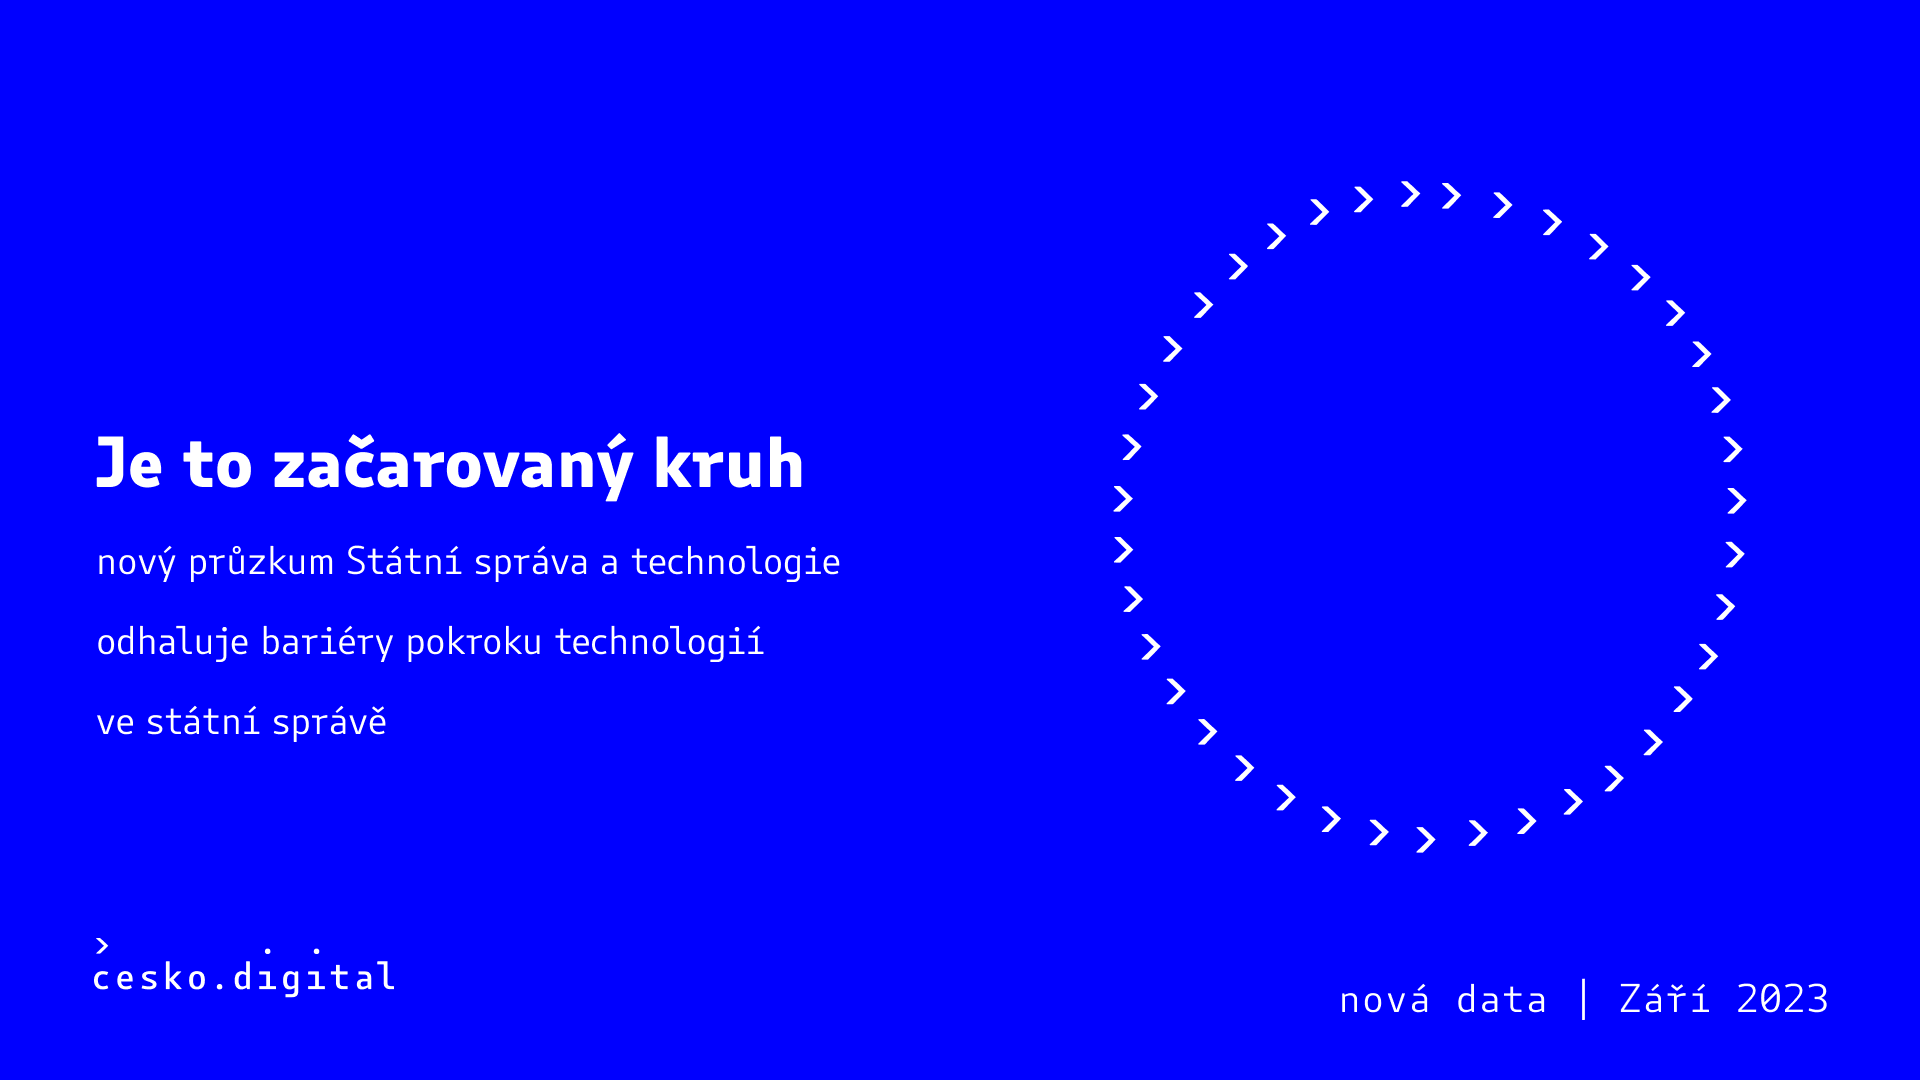 Je to začarovaný kruh
nový průzkum Státní správa a technologie
odhaluje bariéry pokroku technologií
ve státní správě
cesko.digital
nová data | Září 2023